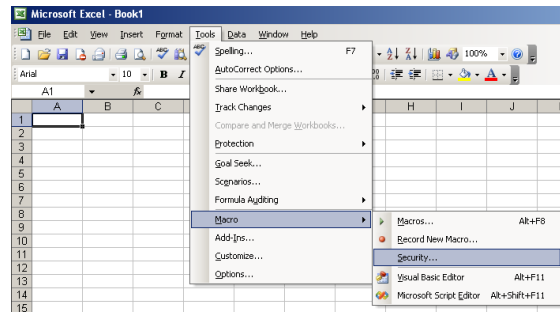 Microsoft Excel - Book1
File Edit View Insert Format Tools Data Window Help
100%
Arial 10 B I
A1 fx
A B C H I J
1
2
3
4
5
6
7
8
9
10
11
12
13
14
15
Spelling... F7
AutoCorrect Options...
Share Workbook...
Track Changes
Compare and Merge Workbooks...
Protection
Goal Seek...
Scenarios...
Formula Auditing
Macro
Add-Ins...
Customize...
Options...
Macros... Alt+F8
Record New Macro...
Security...
Visual Basic Editor Alt+F11
Microsoft Script Editor Alt+Shift+F11